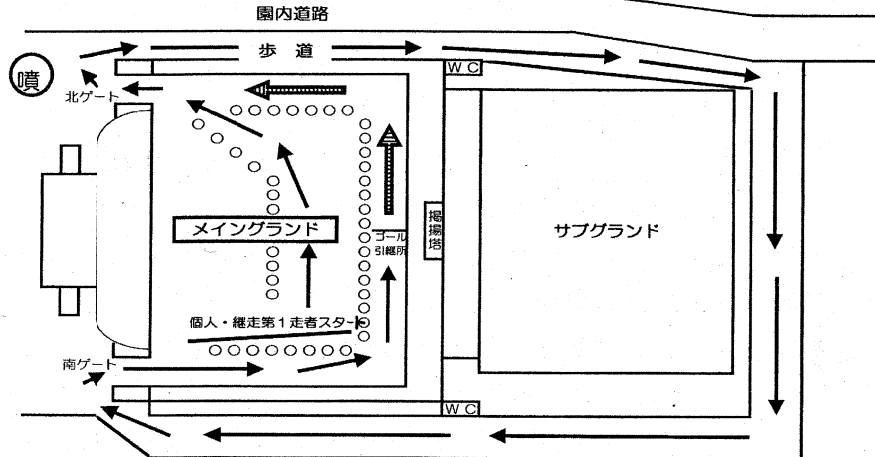 園内道路
歩　道
WC
噴
北ゲート
メイングランド
掲揚塔
サブグランド
ゴール
引継所
個人・継走第1走者スタート
南ゲート
WC